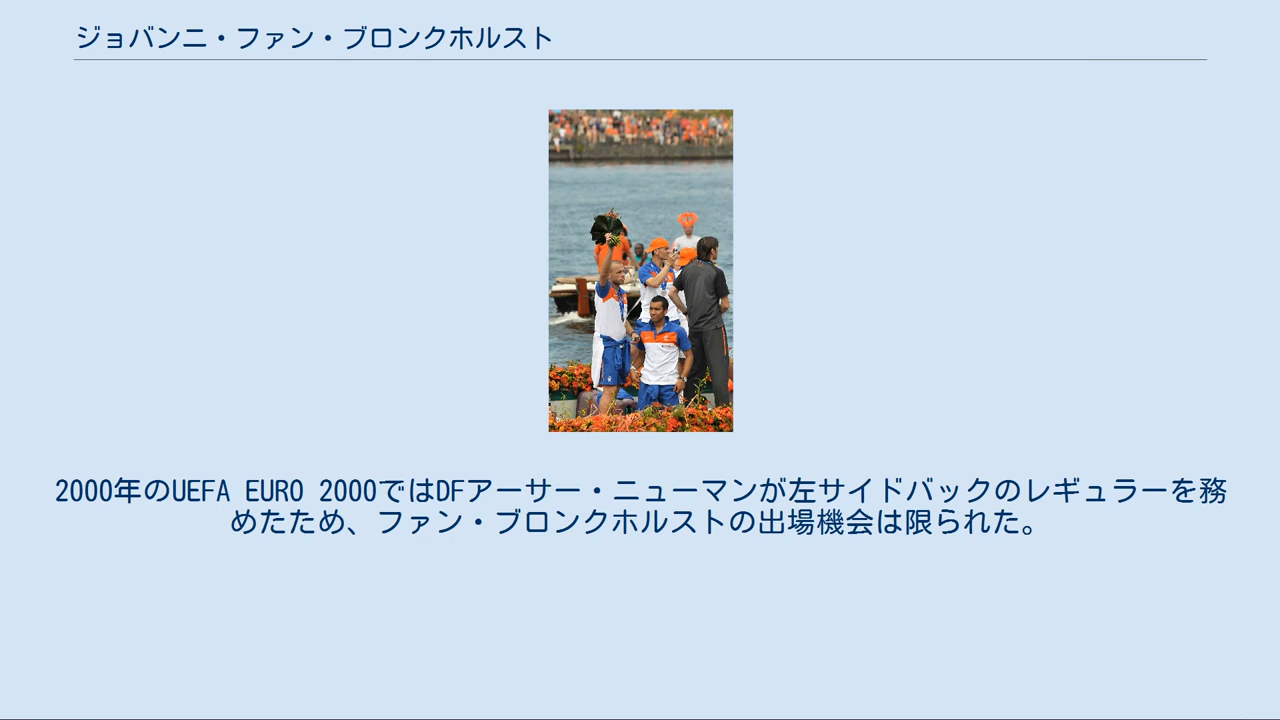 ジョバンニ・ファン・ブロンクホルスト
2000年のUEFA EURO 2000ではDFアーサー・ニューマンが左サイドバックのレギュラーを務
めたため、ファン・ブロンクホルストの出場機会は限られた。